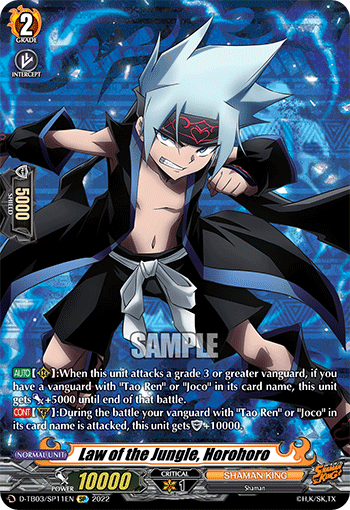 2
GRADE
INTERCEPT
5000
SHIELD
SAMPLE
AUTO【 】:When this unit attacks a grade 3 or greater vanguard, if you
have a vanguard with "Tao Ren" or "Joco" in its card name, this unit
gets +5000 until end of that battle.
CONT【 】:During the battle your vanguard with "Tao Ren" or "Joco" in
its card name is attacked, this unit gets +10000.
NORMAL UNIT
Law of the Jungle, Horohoro
POWER 10000
CRITICAL
1
SHAMAN KING
Shaman
SHAMAN KING
D-TB03/SP11EN SP 2022
©H,K/SK,TX